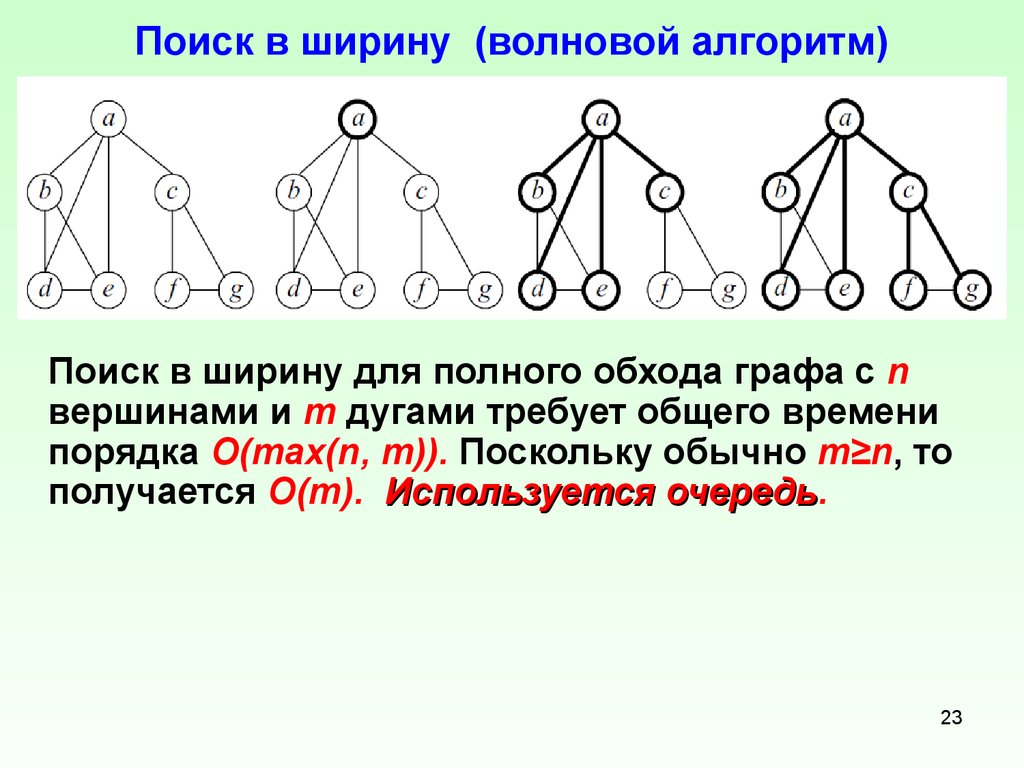 Поиск в ширину (волновой алгоритм)
a a a a
b c b c b c b c
d e f g d e f g d e f g d e f g
Поиск в ширину для полного обхода графа с n
вершинами и m дугами требует общего времени
порядка O(max(n, m)). Поскольку обычно m≥n, то
получается O(m). Используется очередь.
23